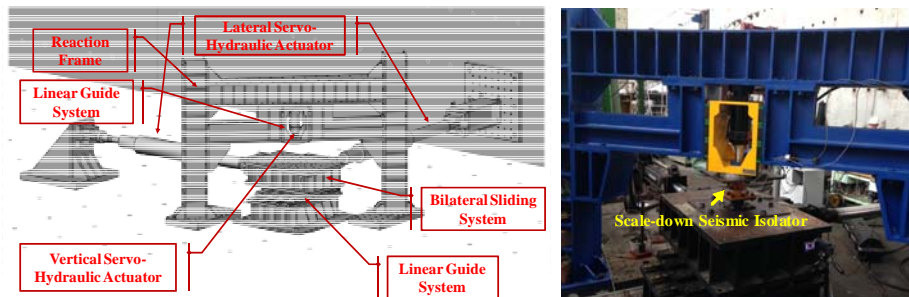 Lateral Servo-
Hydraulic Actuator
Reaction
Frame
Linear Guide
System
Bilateral Sliding
System
Vertical Servo-
Hydraulic Actuator
Linear Guide
System
Scale-down Seismic Isolator